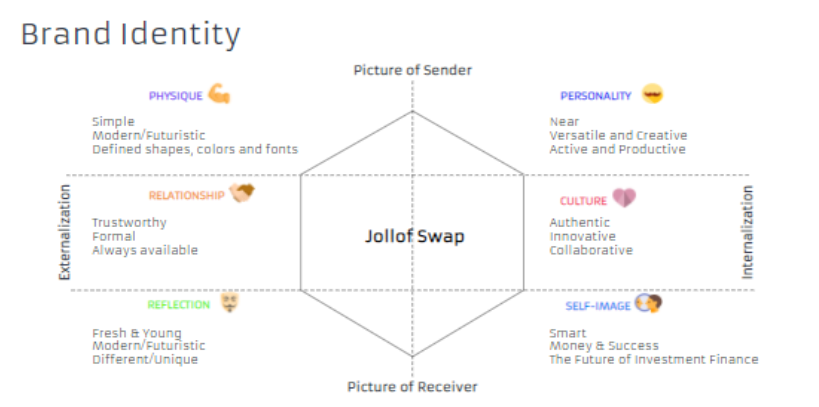 Brand Identity
Picture of Sender
PHYSIQUE
Simple
Modern/Futuristic
Defined shapes, colors and fonts
PERSONALITY
Near
Versatile and Creative
Active and Productive
Externalization
RELATIONSHIP
Trustworthy
Formal
Always available
Jollof Swap
CULTURE
Authentic
Innovative
Collaborative
Internalization
REFLECTION
Fresh & Young
Modern/Futuristic
Different/Unique
SELF-IMAGE
Smart
Money & Success
The Future of Investment Finance
Picture of Receiver